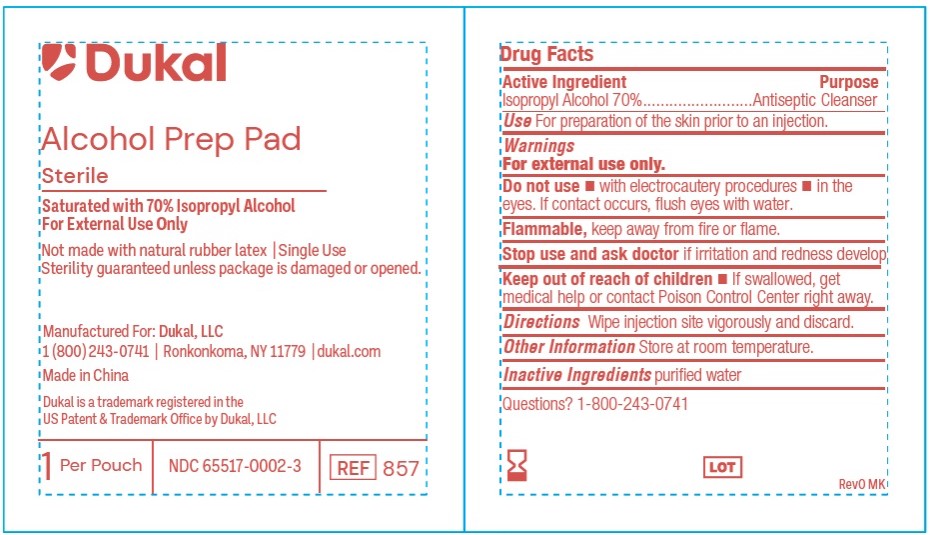 Dukal
Alcohol Prep Pad
Sterile
Saturated with 70% Isopropyl Alcohol
For External Use Only
Not made with natural rubber latex | Single Use
Sterility guaranteed unless package is damaged or opened.
Manufactured For: Dukal, LLC
1 (800) 243-0741 | Ronkonkoma, NY 11779 | dukal.com
Made in China
Dukal is a trademark registered in the
US Patent & Trademark Office by Dukal, LLC
1 Per Pouch NDC 65517-0002-3 REF 857
Drug Facts
Active Ingredient Purpose
Isopropyl Alcohol 70%.........................Antiseptic Cleanser
Use For preparation of the skin prior to an injection.
Warnings
For external use only.
Do not use ■ with electrocautery procedures ■ in the
eyes. If contact occurs, flush eyes with water.
Flammable, keep away from fire or flame.
Stop use and ask doctor if irritation and redness develop
Keep out of reach of children ■ If swallowed, get
medical help or contact Poison Control Center right away.
Directions Wipe injection site vigorously and discard.
Other Information Store at room temperature.
Inactive Ingredients purified water
Questions? 1-800-243-0741
LOT
Rev0 MK